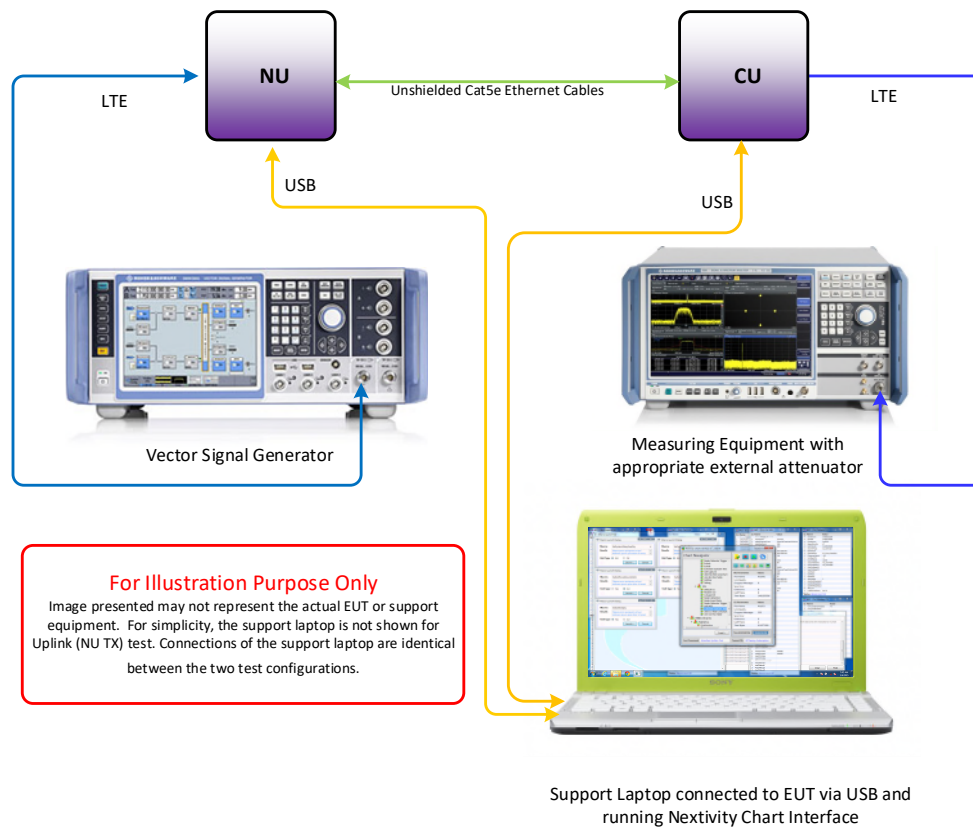 NU
CU
LTE
Unshielded Cat5e Ethernet Cables
LTE
USB
USB
Vector Signal Generator
Measuring Equipment with
appropriate external attenuator
For Illustration Purpose Only
Image presented may not represent the actual EUT or support
equipment. For simplicity, the support laptop is not shown for
Uplink (NU TX) test. Connections of the support laptop are identical
between the two test configurations.
SONY
Support Laptop connected to EUT via USB and
running Nextivity Chart Interface